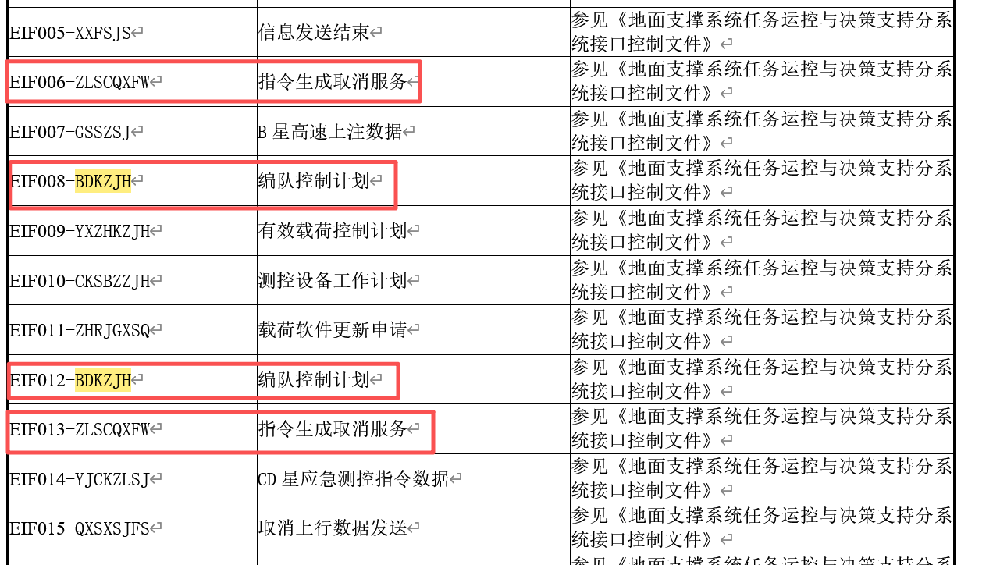 EIF005-XXFSJS↵
信息发送结束↵
参见《地面支撑系统任务运控与决策支持分系
统接口控制文件》↵
EIF006-ZLSCQXFW↵
指令生成取消服务↵
参见《地面支撑系统任务运控与决策支持分系
统接口控制文件》↵
EIF007-GSSZSJ↵
B 星高速上注数据↵
参见《地面支撑系统任务运控与决策支持分系
统接口控制文件》↵
EIF008-BDKZJH↵
编队控制计划↵
参见《地面支撑系统任务运控与决策支持分系
统接口控制文件》↵
EIF009-YXZHKZJH↵
有效载荷控制计划↵
参见《地面支撑系统任务运控与决策支持分系
统接口控制文件》↵
EIF010-CKSBZZJH↵
测控设备工作计划↵
参见《地面支撑系统任务运控与决策支持分系
统接口控制文件》↵
EIF011-ZHRJGXSQ↵
载荷软件更新申请↵
参见《地面支撑系统任务运控与决策支持分系
统接口控制文件》↵
EIF012-BDKZJH↵
编队控制计划↵
参见《地面支撑系统任务运控与决策支持分系
统接口控制文件》↵
EIF013-ZLSCQXFW↵
指令生成取消服务↵
参见《地面支撑系统任务运控与决策支持分系
统接口控制文件》↵
EIF014-YJCKZLSJ↵
CD 星应急测控指令数据↵
参见《地面支撑系统任务运控与决策支持分系
统接口控制文件》↵
EIF015-QXSXSJFS↵
取消上行数据发送↵
参见《地面支撑系统任务运控与决策支持分系
统接口控制文件》↵
参见《地面支撑系统任务运控与决策支持分系